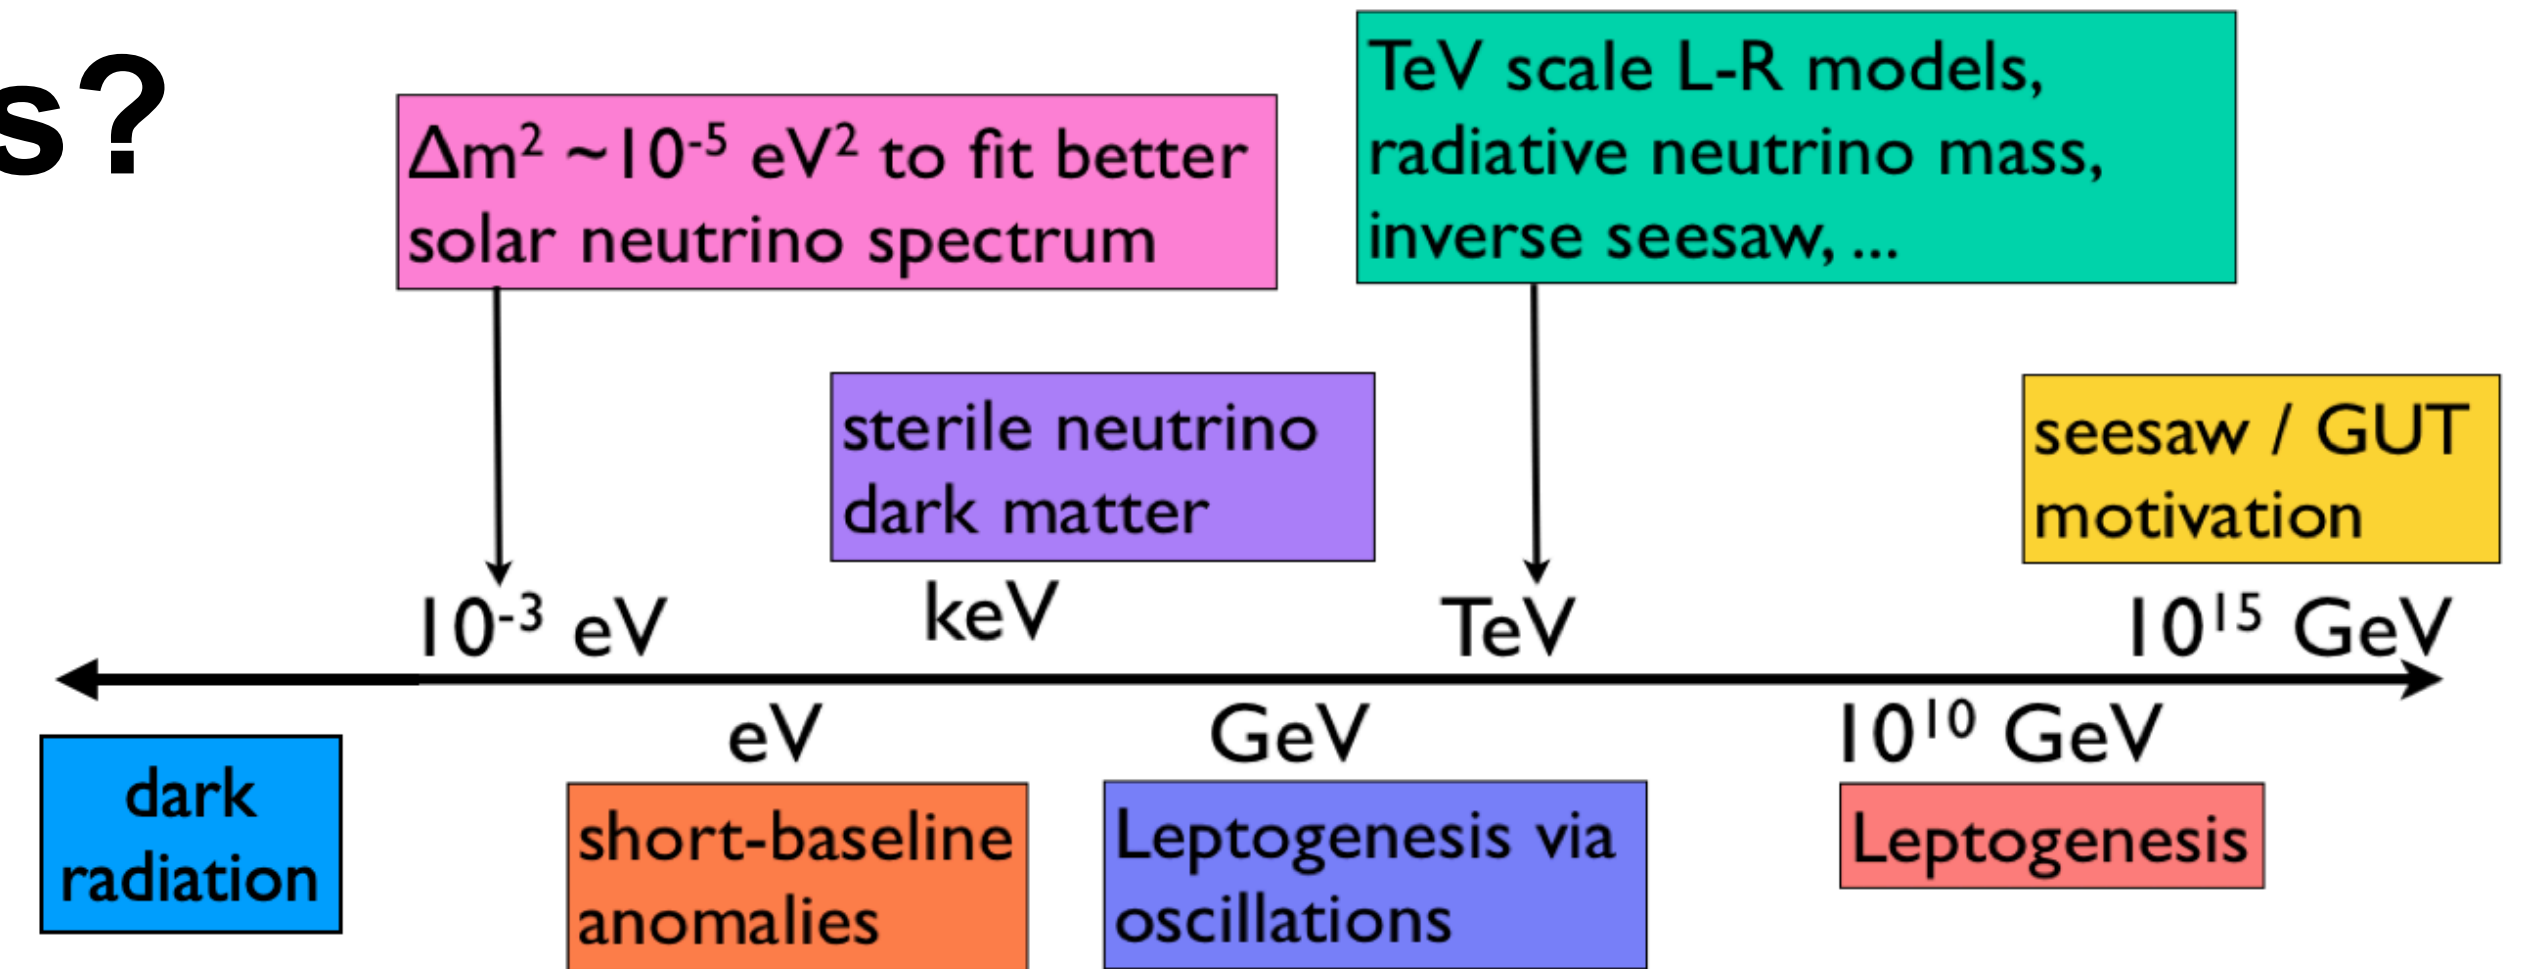 s?
Δm² ~10⁻⁵ eV² to fit better
solar neutrino spectrum
TeV scale L-R models,
radiative neutrino mass,
inverse seesaw, ...
sterile neutrino
dark matter
seesaw / GUT
motivation
10⁻³ eV
keV
TeV
10¹⁵ GeV
eV
GeV
10¹⁰ GeV
dark
radiation
short-baseline
anomalies
Leptogenesis via
oscillations
Leptogenesis